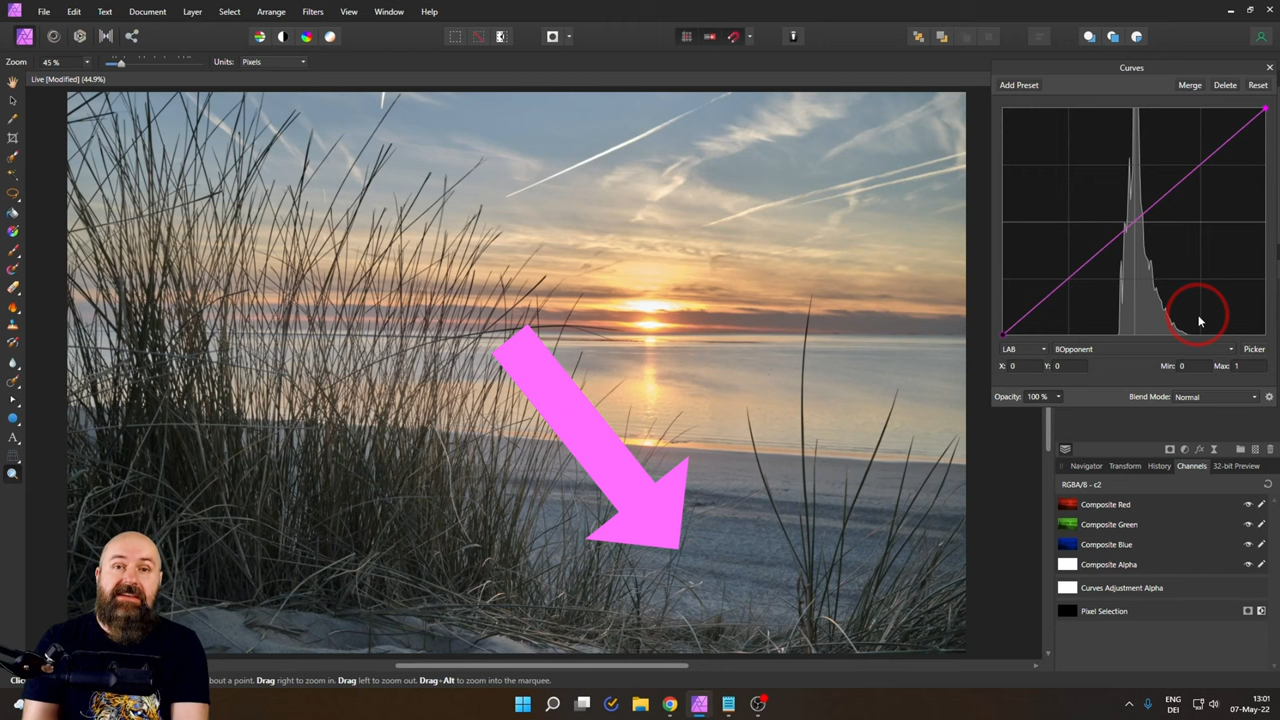 File Edit Text Document Layer Select Arrange Filters View Window Help
Zoom 45 % Units: Pixels
Live [Modified] (44.9%)
Curves
Add Preset Merge Delete Reset
LAB BOpponent Picker
X: 0 Y: 0 Min: 0 Max: 1
Opacity: 100 % Blend Mode: Normal
Navigator Transform History Channels 32-bit Preview
RGBA/8 - c2
Composite Red
Composite Green
Composite Blue
Composite Alpha
Curves Adjustment Alpha
Pixel Selection
about a point. Drag right to zoom in. Drag left to zoom out. Drag+Alt to zoom into the marquee.
ENG
DEI
13:01
07-May-22